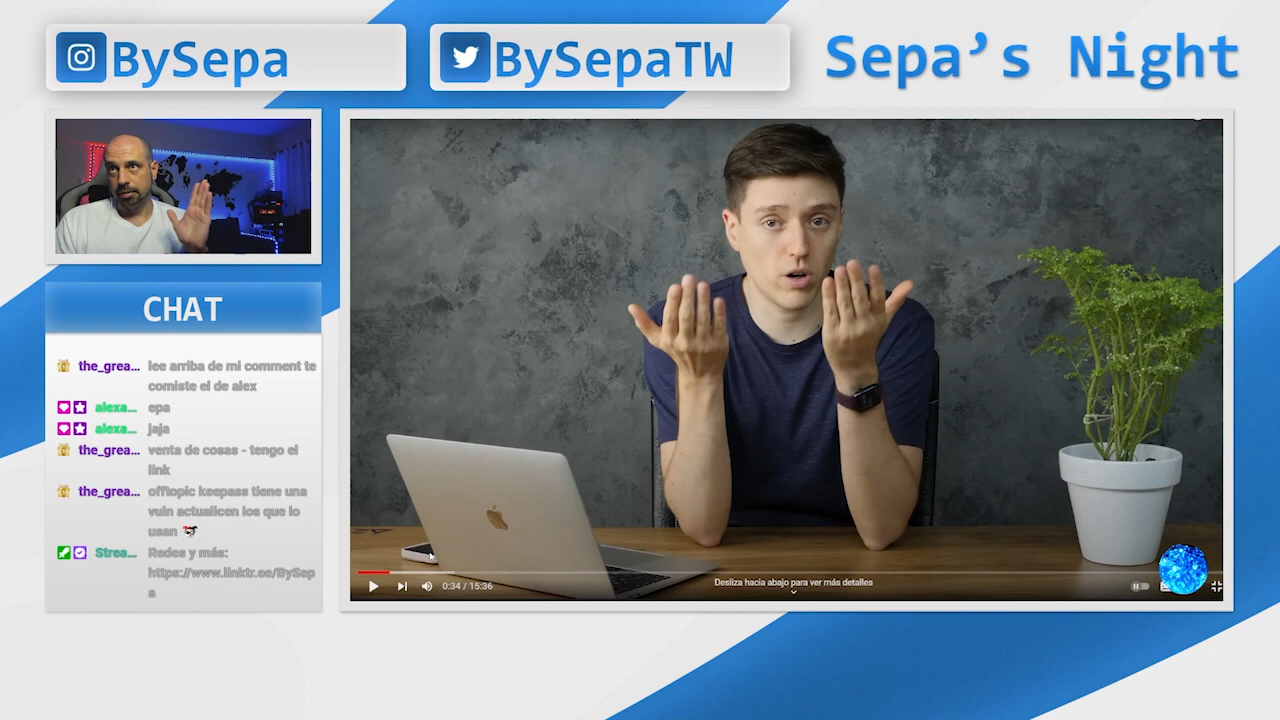 BySepa
BySepaTW
Sepa's Night
CHAT
the_grea... lee arriba de mi comment te
comiste el de alex
alexa... epa
alexa... jaja
the_grea... venta de cosas - tengo el
link
the_grea... offtopic keepass tiene una
vuln actualicen los que lo
usan
Strea... Redes y más:
https://www.linktr.ee/BySep
a
0:34 / 15:36
Desliza hacia abajo para ver más detalles